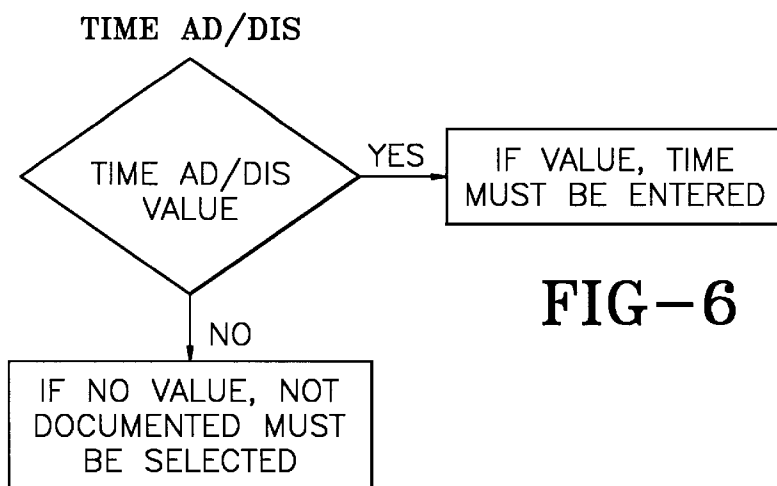 TIME AD/DIS
TIME AD/DIS
VALUE
YES
IF VALUE, TIME
MUST BE ENTERED
FIG-6
NO
IF NO VALUE, NOT
DOCUMENTED MUST
BE SELECTED